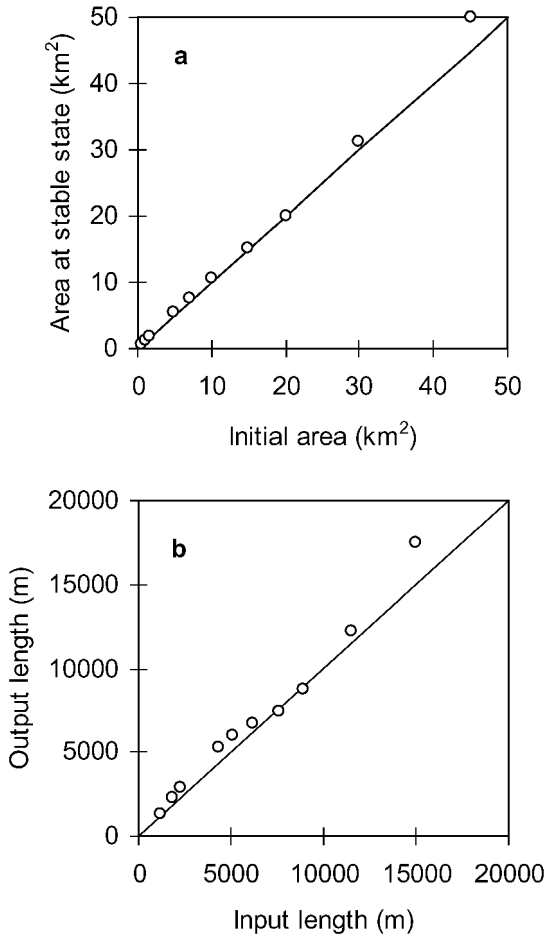 50
40
30
20
10
0
a
Area at stable state (km²)
0 10 20 30 40 50
Initial area (km²)
20000
15000
10000
5000
0
b
Output length (m)
0 5000 10000 15000 20000
Input length (m)